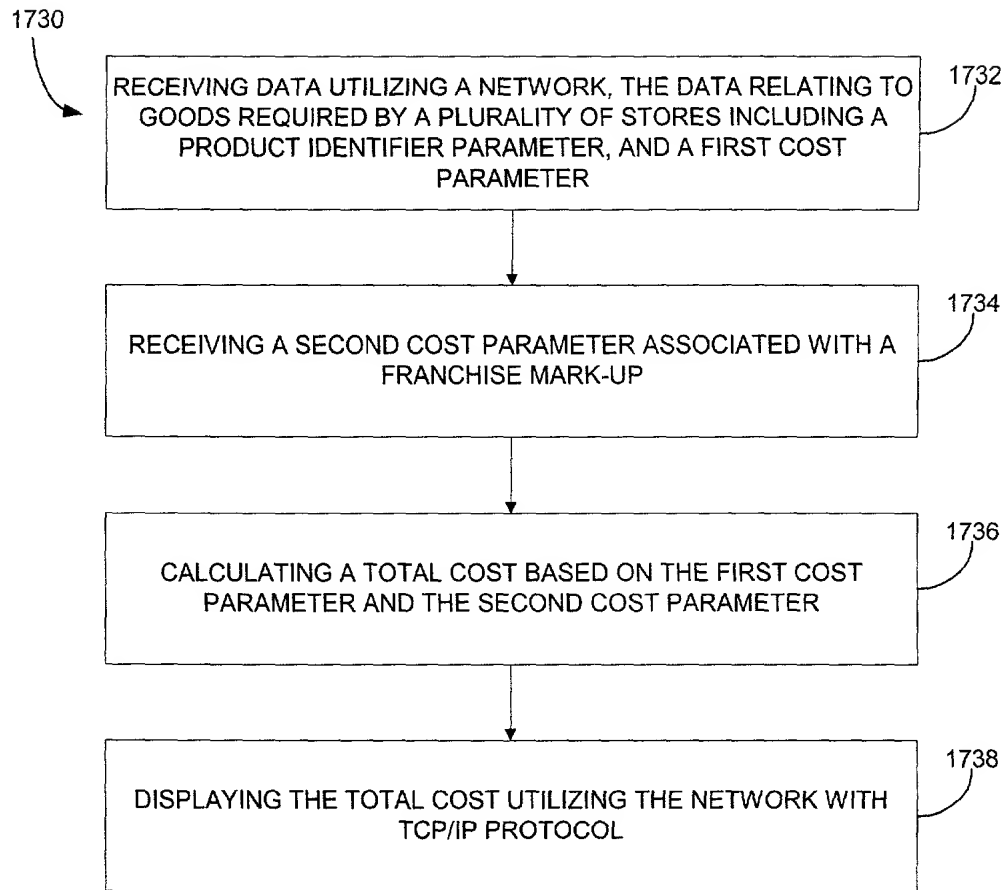 1730
RECEIVING DATA UTILIZING A NETWORK, THE DATA RELATING TO
GOODS REQUIRED BY A PLURALITY OF STORES INCLUDING A
PRODUCT IDENTIFIER PARAMETER, AND A FIRST COST
PARAMETER
1732
RECEIVING A SECOND COST PARAMETER ASSOCIATED WITH A
FRANCHISE MARK-UP
1734
CALCULATING A TOTAL COST BASED ON THE FIRST COST
PARAMETER AND THE SECOND COST PARAMETER
1736
DISPLAYING THE TOTAL COST UTILIZING THE NETWORK WITH
TCP/IP PROTOCOL
1738